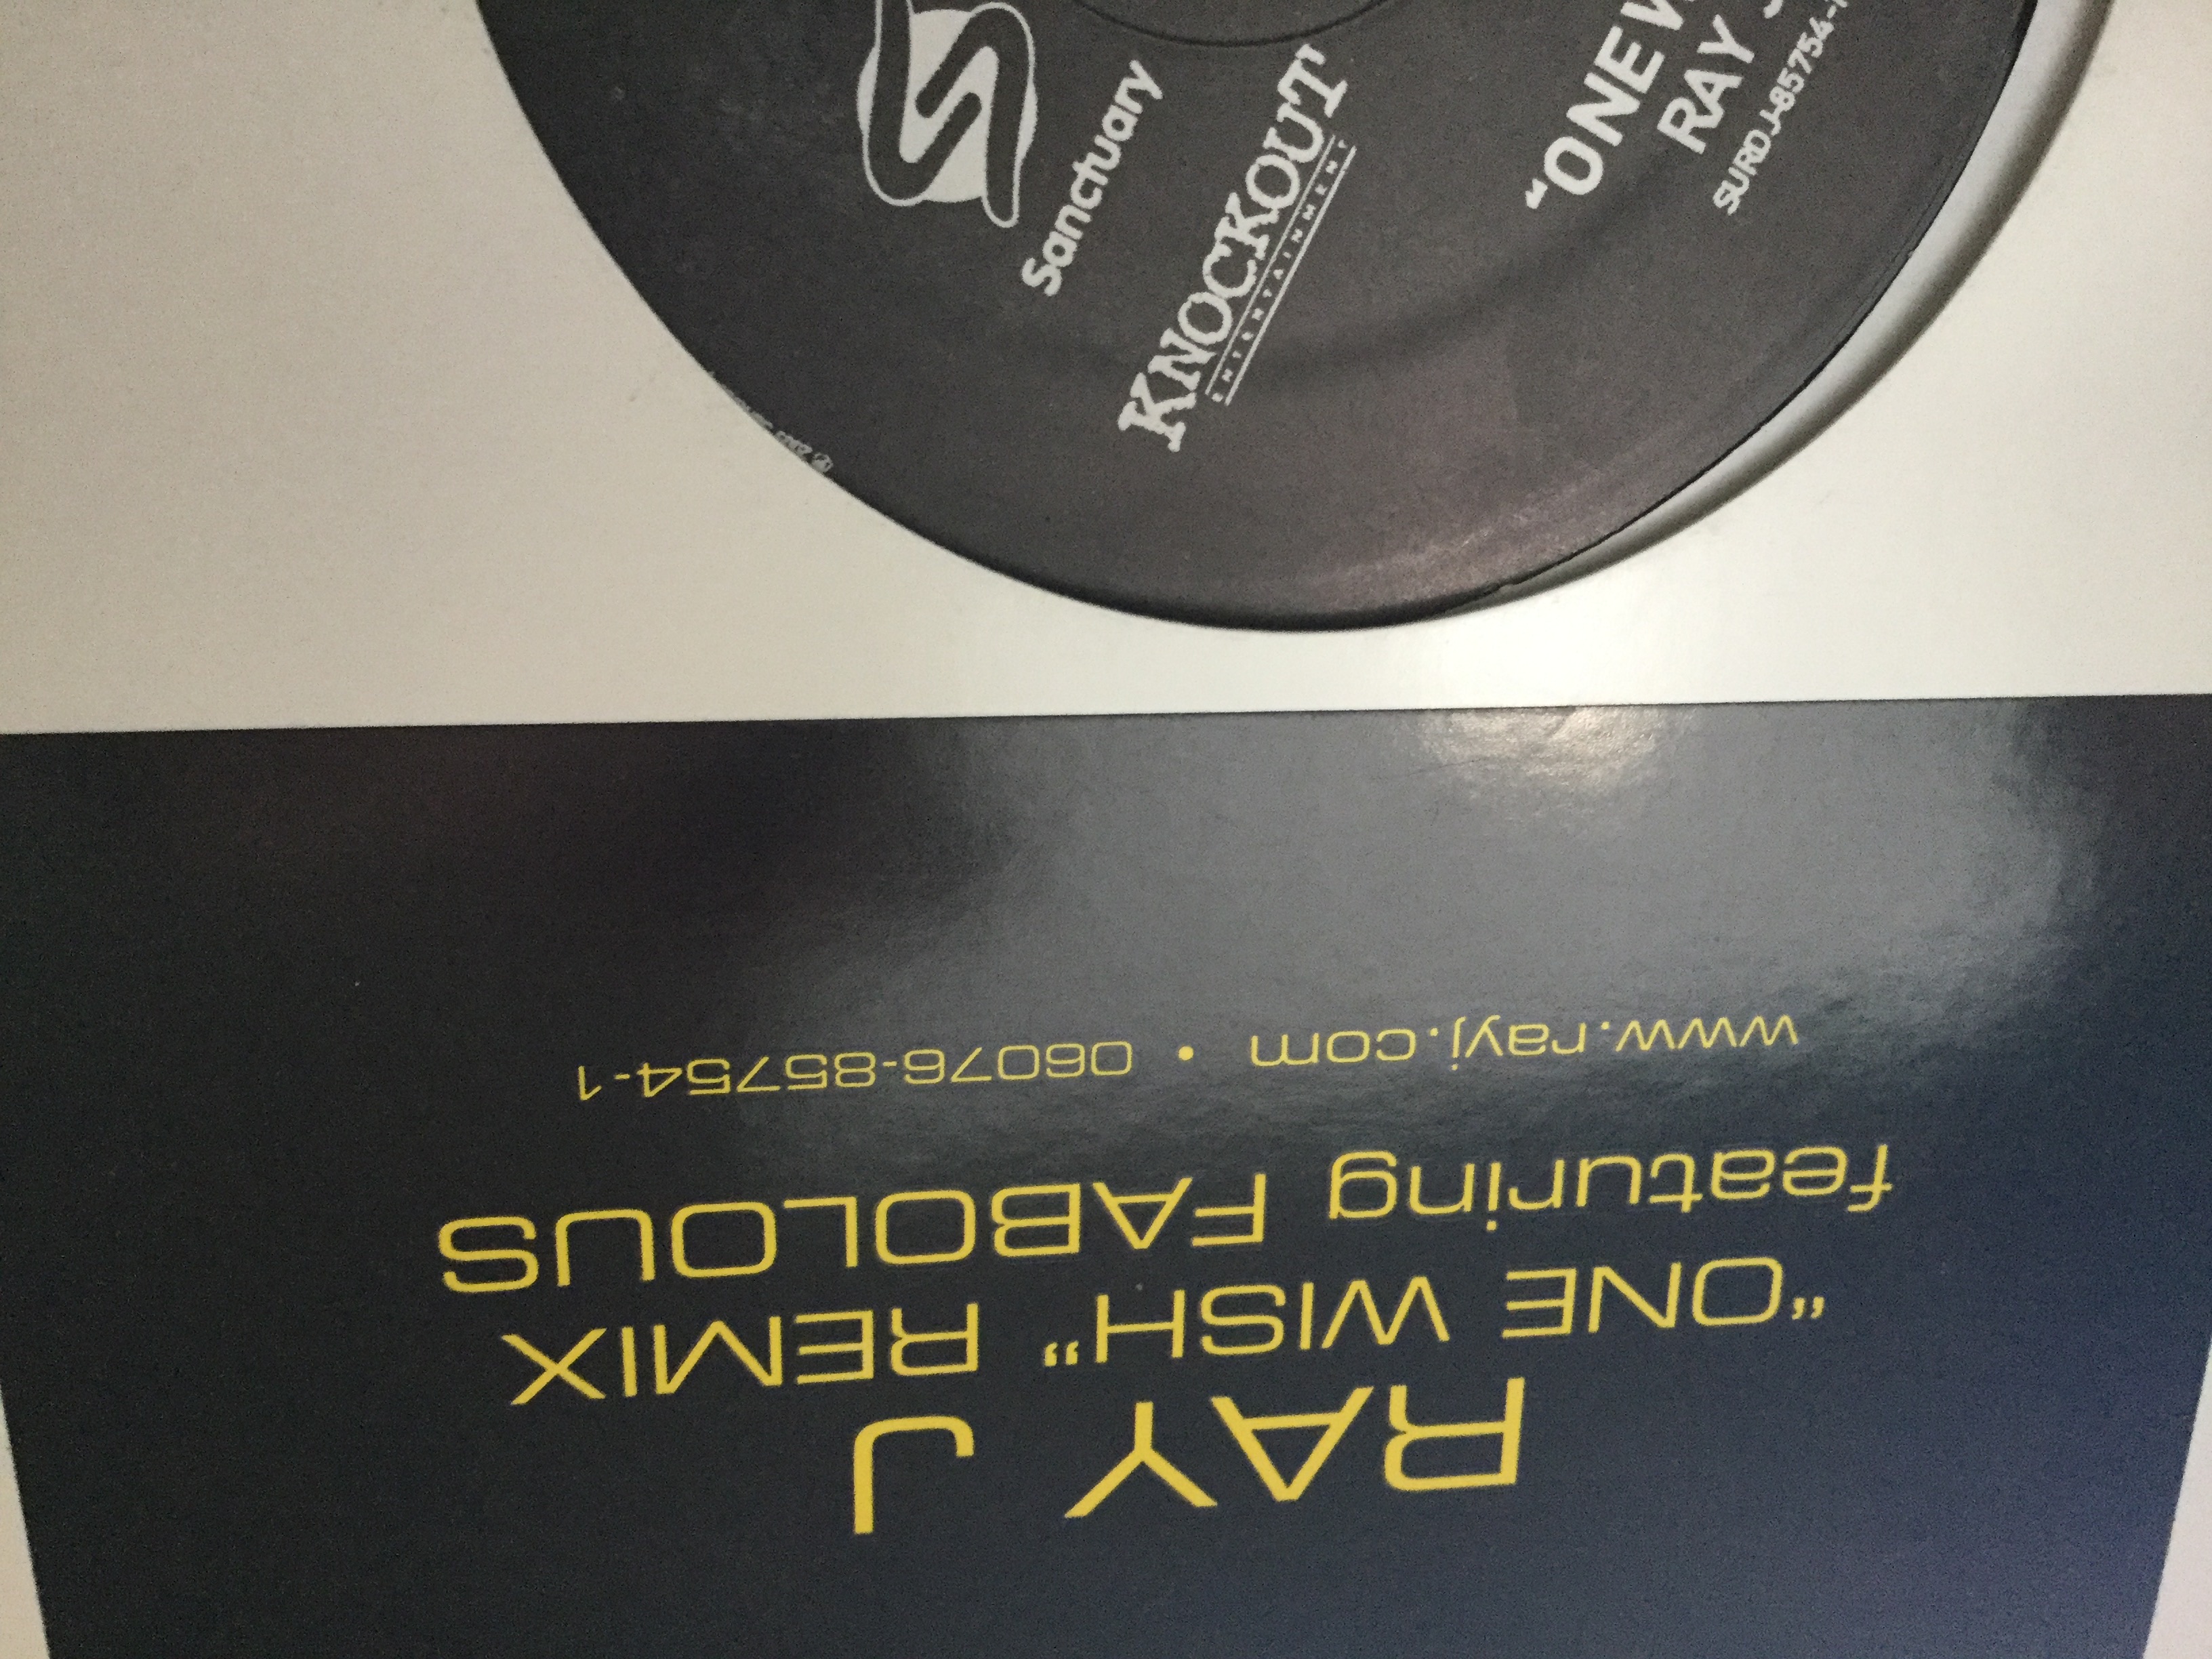 Sanctuary
KNOCKOUT
ENTERTAINMENT
"ONE
RAY
SURDJ-85754-
RAY J
"ONE WISH" REMIX
featuring FABOLOUS
www.rayj.com • 06076-85754-1